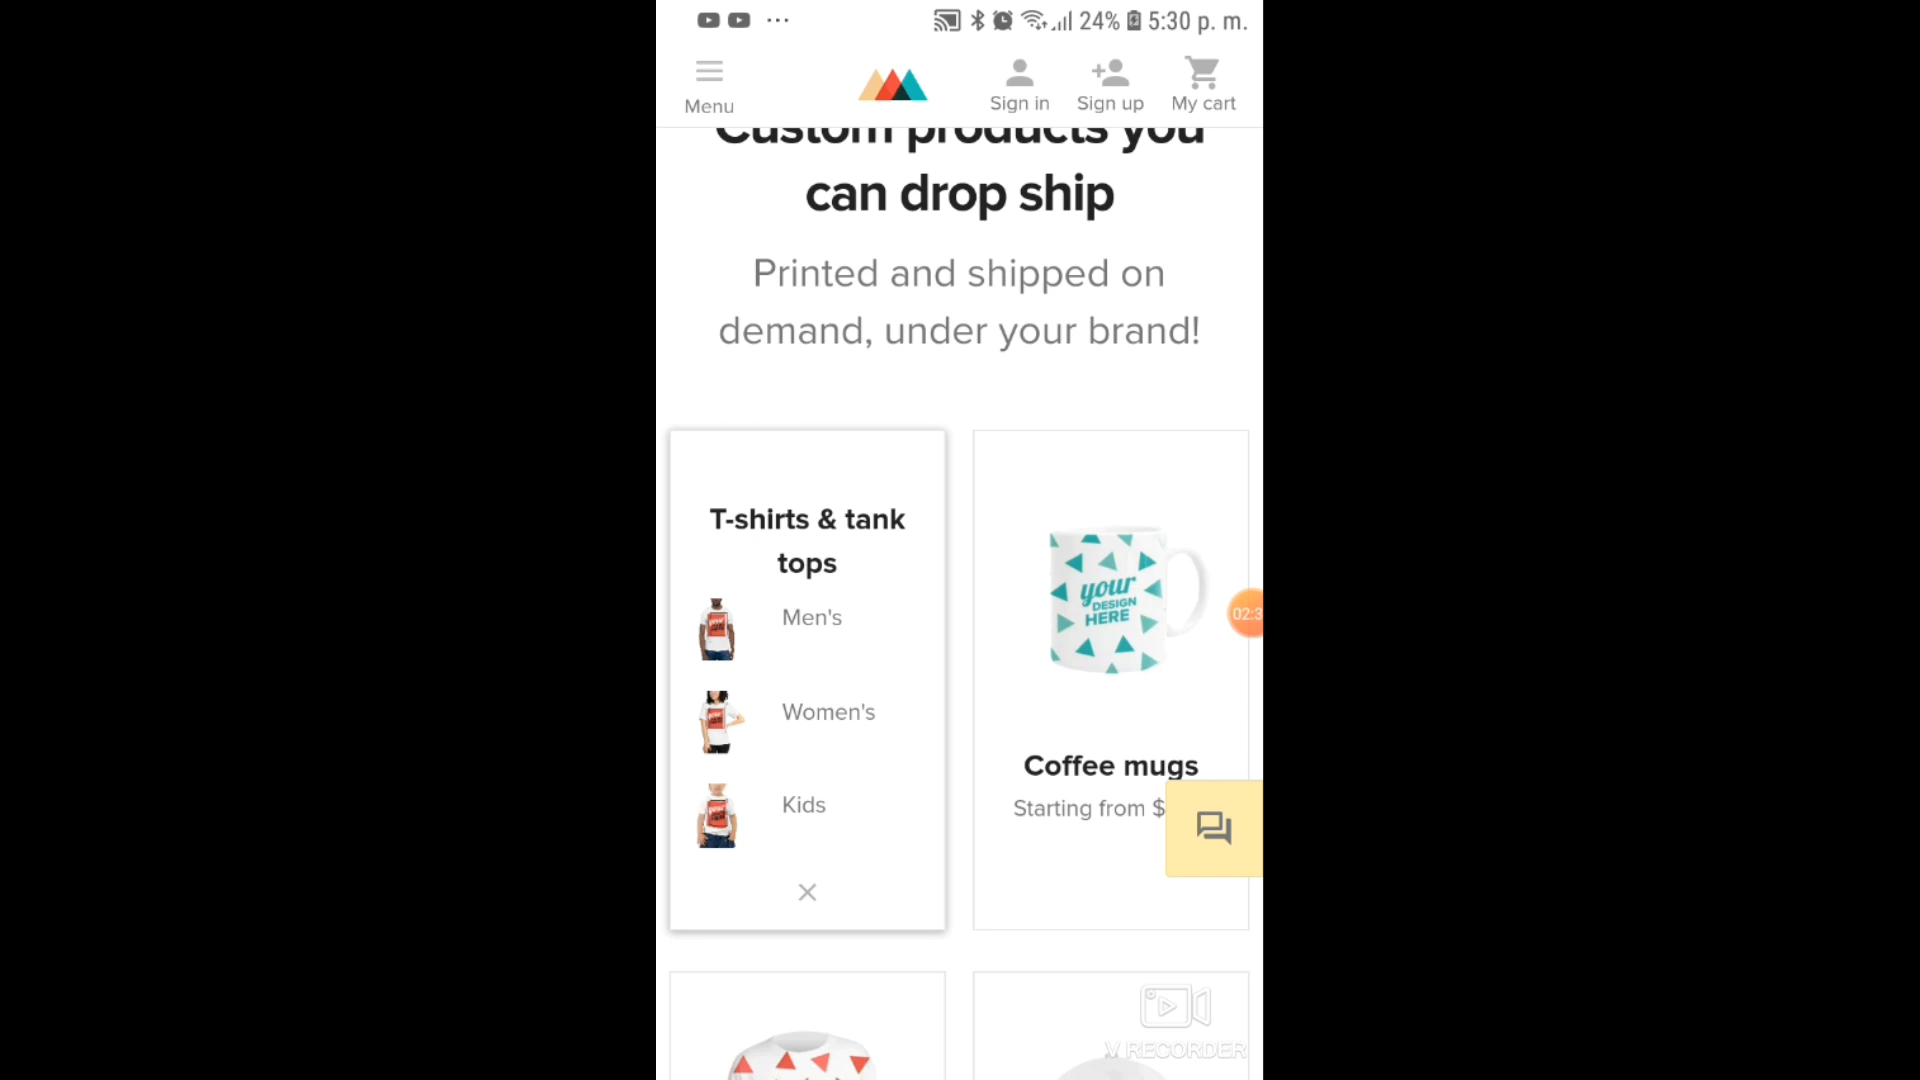 24% 5:30 p. m.
Menu
Sign in
Sign up
My cart
Custom products you
can drop ship
Printed and shipped on
demand, under your brand!
T-shirts & tank
tops
Men's
Women's
Kids
your
DESIGN
HERE
Coffee mugs
Starting from $
02:3
V RECORDER